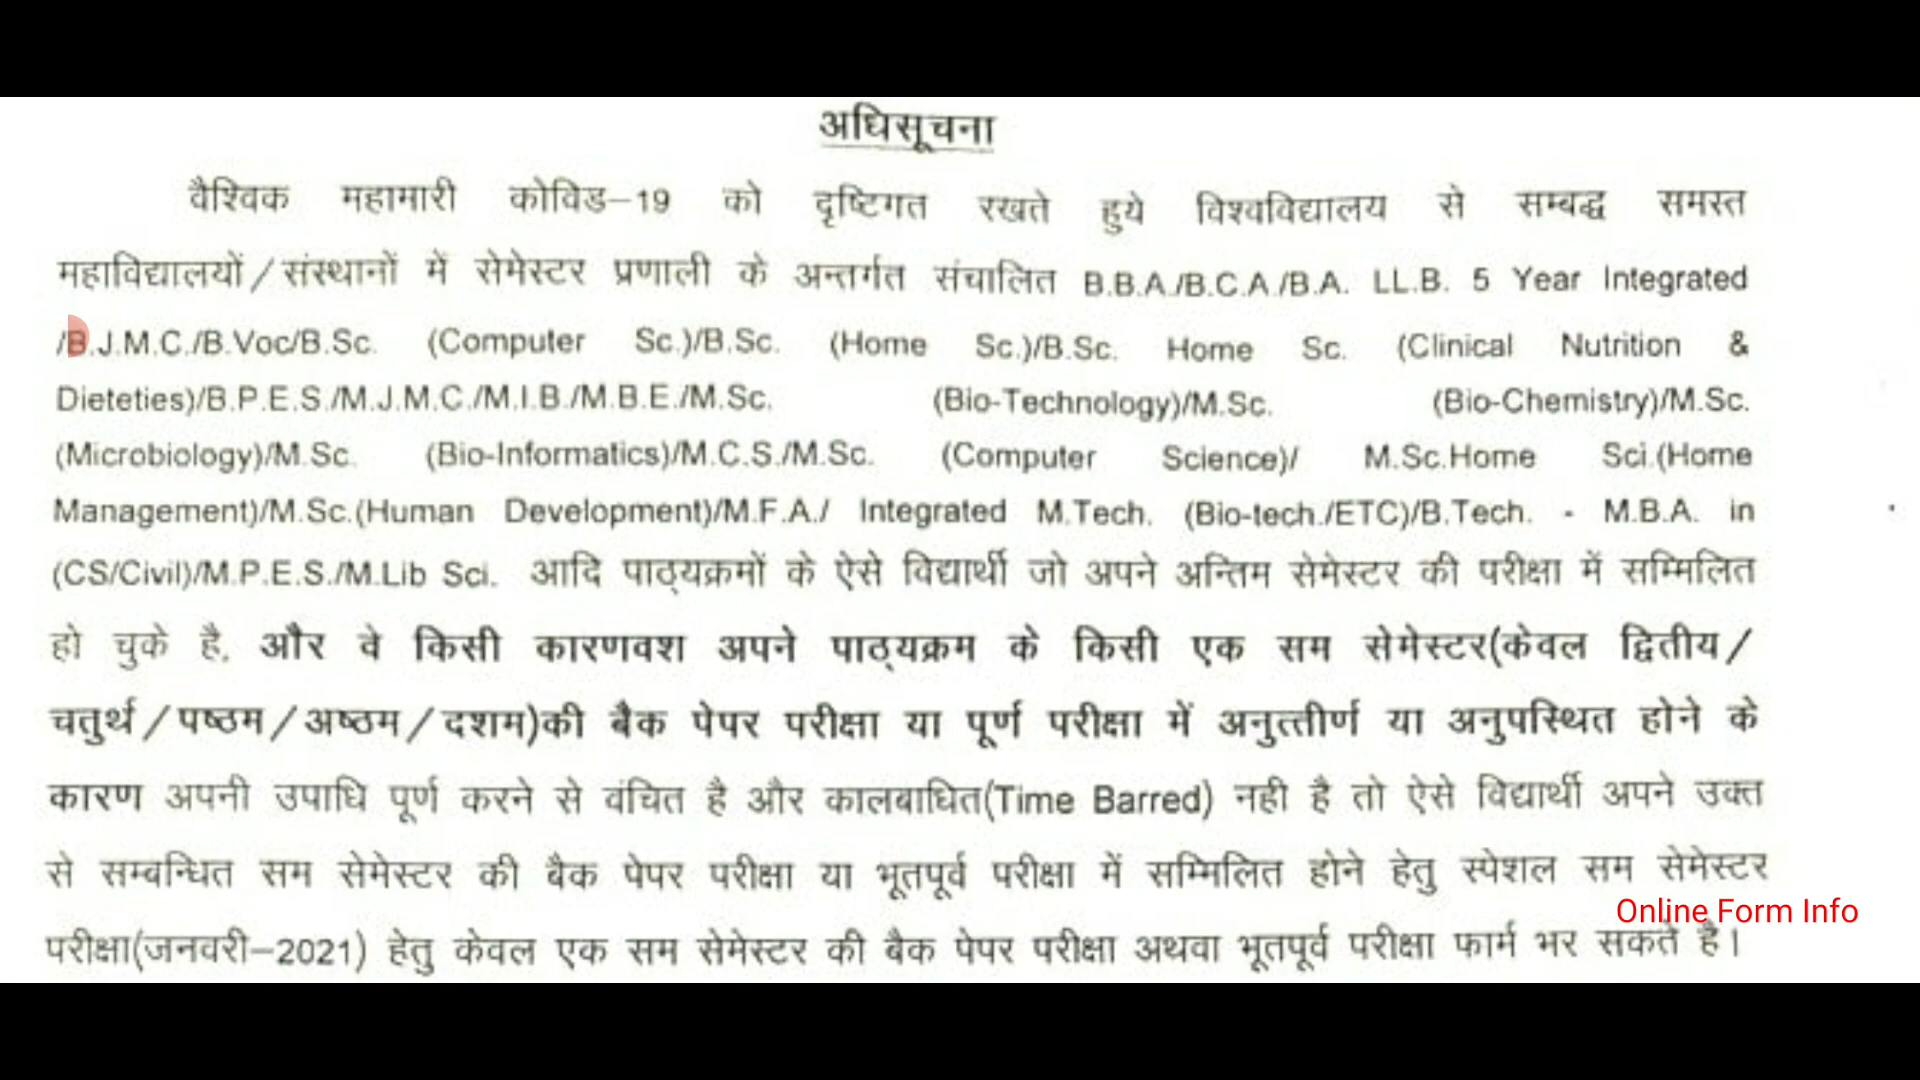 अधिसूचना
वैश्विक महामारी कोविड–19 को दृष्टिगत रखते हुये विश्वविद्यालय से सम्बद्ध समस्त
महाविद्यालयों/संस्थानों में सेमेस्टर प्रणाली के अन्तर्गत संचालित B.B.A./B.C.A./B.A. LL.B. 5 Year Integrated
/B.J.M.C./B.Voc/B.Sc. (Computer Sc.)/B.Sc. (Home Sc.)/B.Sc. Home Sc. (Clinical Nutrition &
Dieteties)/B.P.E.S./M.J.M.C./M.I.B./M.B.E./M.Sc. (Bio-Technology)/M.Sc. (Bio-Chemistry)/M.Sc.
(Microbiology)/M.Sc. (Bio-Informatics)/M.C.S./M.Sc. (Computer Science)/ M.Sc.Home Sci.(Home
Management)/M.Sc.(Human Development)/M.F.A./ Integrated M.Tech. (Bio-tech./ETC)/B.Tech. - M.B.A. in
(CS/Civil)/M.P.E.S./M.Lib Sci. आदि पाठ्यक्रमों के ऐसे विद्यार्थी जो अपने अन्तिम सेमेस्टर की परीक्षा में सम्मिलित
हो चुके है, और वे किसी कारणवश अपने पाठ्यक्रम के किसी एक सम सेमेस्टर(केवल द्वितीय/
चतुर्थ/षष्ठम/अष्ठम/दशम)की बैक पेपर परीक्षा या पूर्ण परीक्षा में अनुत्तीर्ण या अनुपस्थित होने के
कारण अपनी उपाधि पूर्ण करने से वंचित है और कालबाधित(Time Barred) नही है तो ऐसे विद्यार्थी अपने उक्त
से सम्बन्धित सम सेमेस्टर की बैक पेपर परीक्षा या भूतपूर्व परीक्षा में सम्मिलित होने हेतु स्पेशल सम सेमेस्टर
Online Form Info
परीक्षा(जनवरी–2021) हेतु केवल एक सम सेमेस्टर की बैक पेपर परीक्षा अथवा भूतपूर्व परीक्षा फार्म भर सकते है।